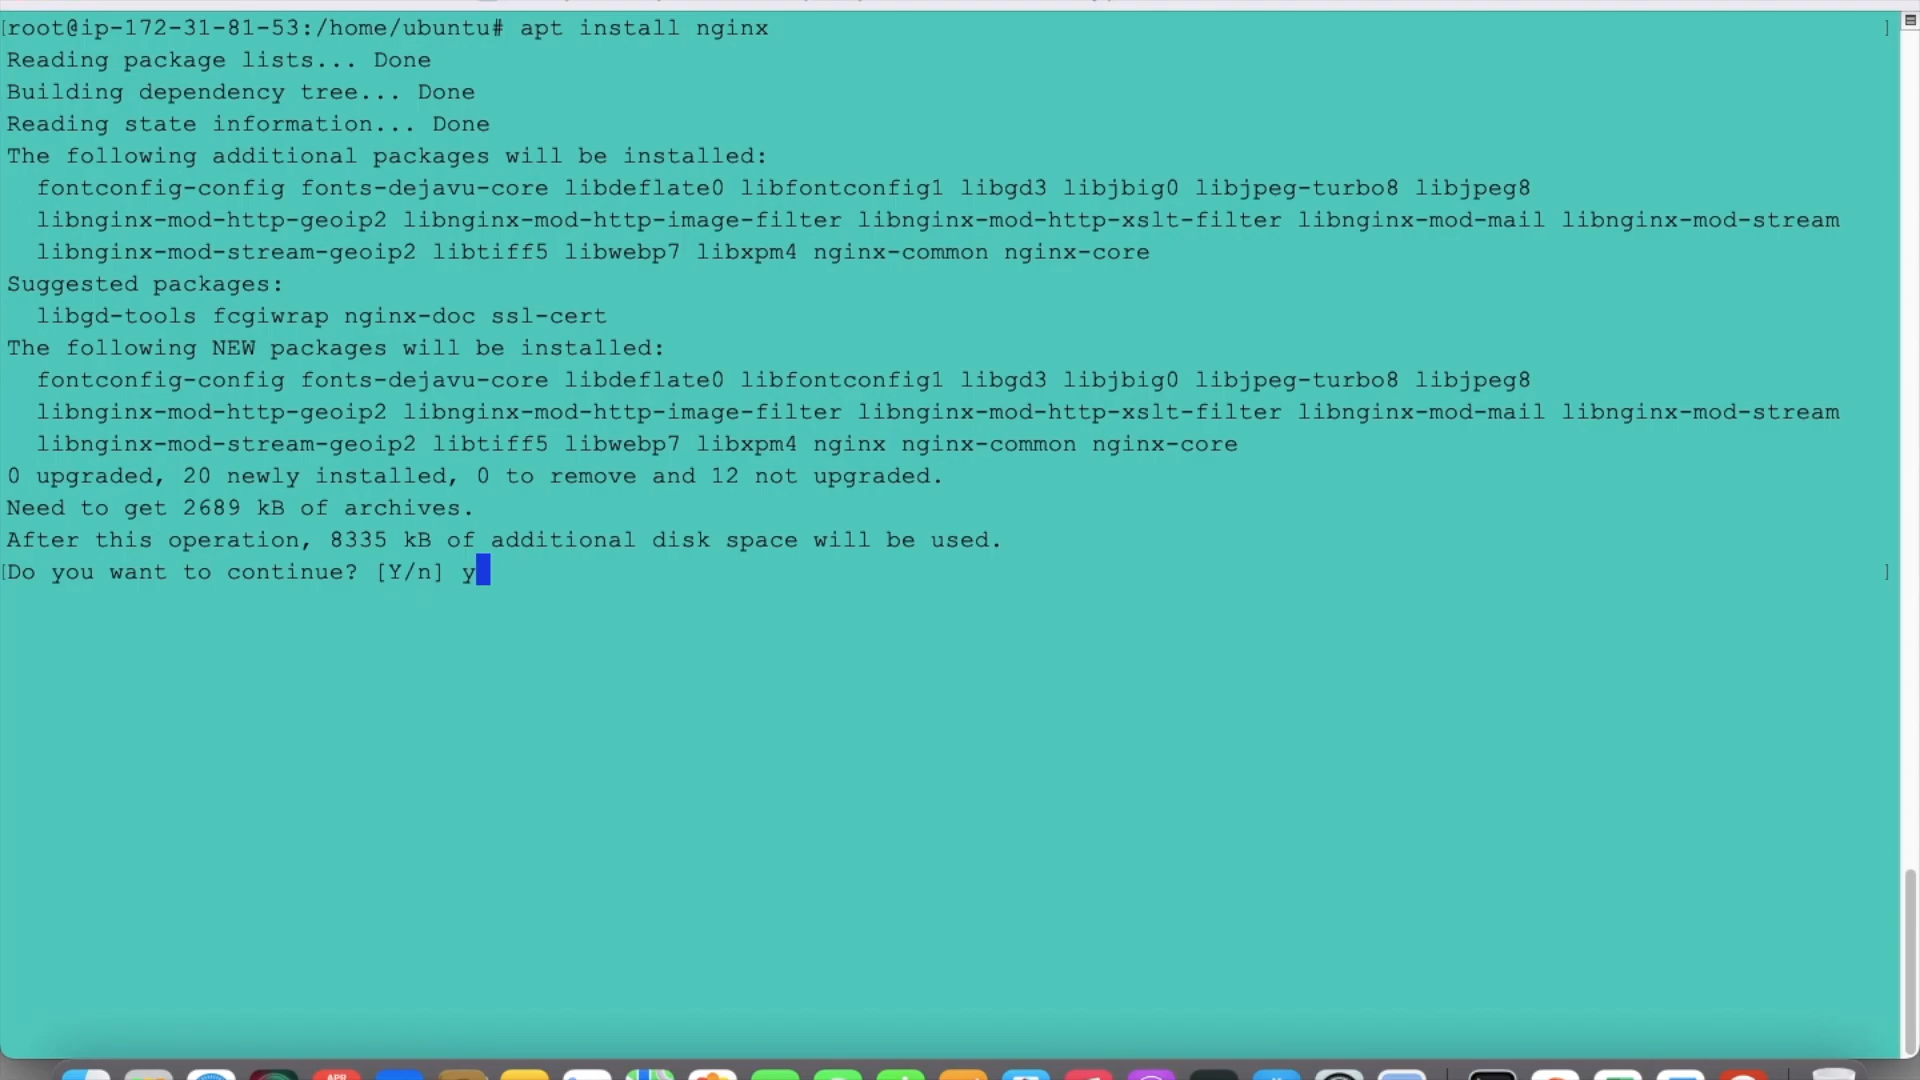 [root@ip-172-31-81-53:/home/ubuntu# apt install nginx ]
Reading package lists... Done
Building dependency tree... Done
Reading state information... Done
The following additional packages will be installed:
  fontconfig-config fonts-dejavu-core libdeflate0 libfontconfig1 libgd3 libjbig0 libjpeg-turbo8 libjpeg8
  libnginx-mod-http-geoip2 libnginx-mod-http-image-filter libnginx-mod-http-xslt-filter libnginx-mod-mail libnginx-mod-stream
  libnginx-mod-stream-geoip2 libtiff5 libwebp7 libxpm4 nginx-common nginx-core
Suggested packages:
  libgd-tools fcgiwrap nginx-doc ssl-cert
The following NEW packages will be installed:
  fontconfig-config fonts-dejavu-core libdeflate0 libfontconfig1 libgd3 libjbig0 libjpeg-turbo8 libjpeg8
  libnginx-mod-http-geoip2 libnginx-mod-http-image-filter libnginx-mod-http-xslt-filter libnginx-mod-mail libnginx-mod-stream
  libnginx-mod-stream-geoip2 libtiff5 libwebp7 libxpm4 nginx nginx-common nginx-core
0 upgraded, 20 newly installed, 0 to remove and 12 not upgraded.
Need to get 2689 kB of archives.
After this operation, 8335 kB of additional disk space will be used.
[Do you want to continue? [Y/n] y ]
APR